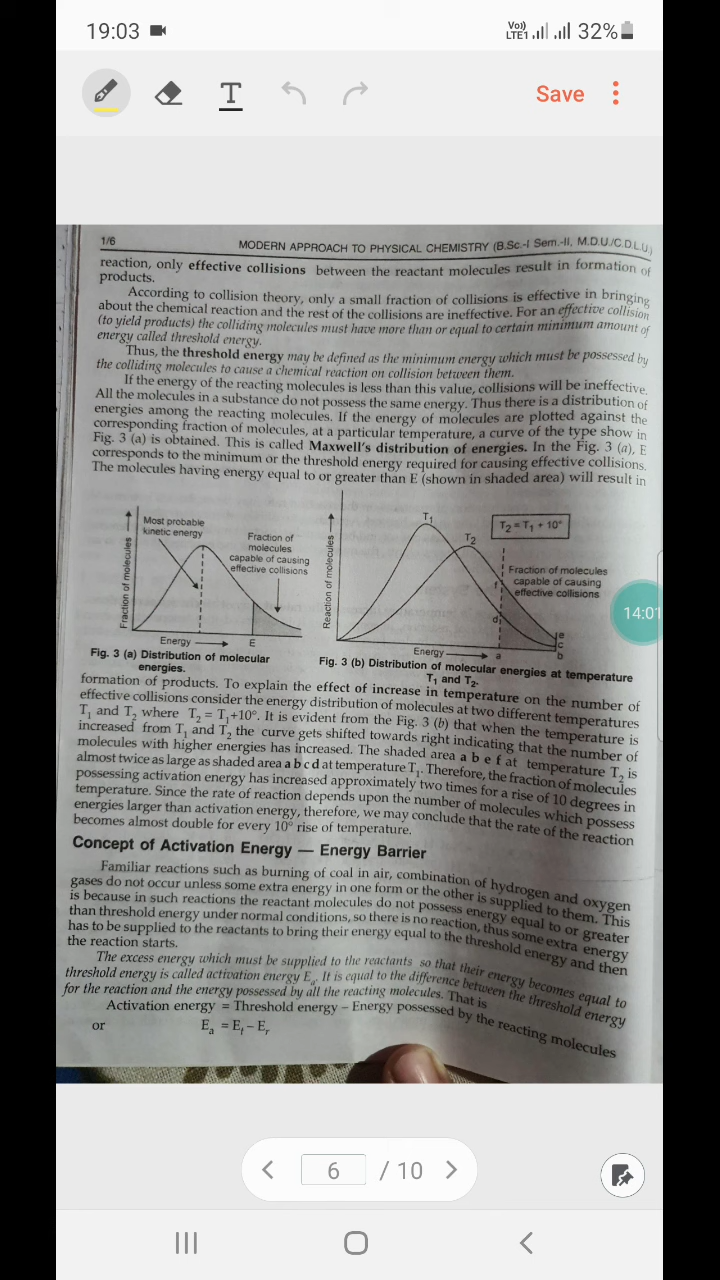 19:03
Vo))
LTE1
32%
T
Save
1/6
MODERN APPROACH TO PHYSICAL CHEMISTRY (B.Sc.-I Sem.-II, M.D.U./C.D.L.U.)
reaction, only effective collisions between the reactant molecules result in formation of
products.
According to collision theory, only a small fraction of collisions is effective in bringing
about the chemical reaction and the rest of the collisions are ineffective. For an effective collision
(to yield products) the colliding molecules must have more than or equal to certain minimum amount of
energy called threshold energy.
Thus, the threshold energy may be defined as the minimum energy which must be possessed by
the colliding molecules to cause a chemical reaction on collision between them.
If the energy of the reacting molecules is less than this value, collisions will be ineffective.
All the molecules in a substance do not possess the same energy. Thus there is a distribution of
energies among the reacting molecules. If the energy of molecules are plotted against the
corresponding fraction of molecules, at a particular temperature, a curve of the type show in
Fig. 3 (a) is obtained. This is called Maxwell's distribution of energies. In the Fig. 3 (a), E
corresponds to the minimum or the threshold energy required for causing effective collisions.
The molecules having energy equal to or greater than E (shown in shaded area) will result in
Fraction of molecules
Most probable
kinetic energy
Fraction of
molecules
capable of causing
effective collisions
Energy
E
Fig. 3 (a) Distribution of molecular
energies.
Reaction of molecules
T₁
T₂
T₂ = T₁ + 10°
Fraction of molecules
capable of causing
effective collisions
f
d
e
c
b
Energy
a
Fig. 3 (b) Distribution of molecular energies at temperature
T₁ and T₂.
14:01
formation of products. To explain the effect of increase in temperature on the number of
effective collisions consider the energy distribution of molecules at two different temperatures
T₁ and T₂ where T₂ = T₁+10°. It is evident from the Fig. 3 (b) that when the temperature is
increased from T₁ and T₂ the curve gets shifted towards right indicating that the number of
molecules with higher energies has increased. The shaded area a b e f at temperature T₂ is
almost twice as large as shaded area a b c d at temperature T₁. Therefore, the fraction of molecules
possessing activation energy has increased approximately two times for a rise of 10 degrees in
temperature. Since the rate of reaction depends upon the number of molecules which possess
energies larger than activation energy, therefore, we may conclude that the rate of the reaction
becomes almost double for every 10° rise of temperature.
Concept of Activation Energy — Energy Barrier
Familiar reactions such as burning of coal in air, combination of hydrogen and oxygen
gases do not occur unless some extra energy in one form or the other is supplied to them. This
is because in such reactions the reactant molecules do not possess energy equal to or greater
than threshold energy under normal conditions, so there is no reaction, thus some extra energy
has to be supplied to the reactants to bring their energy equal to the threshold energy and then
the reaction starts.
The excess energy which must be supplied to the reactants so that their energy becomes equal to
threshold energy is called activation energy Eₐ. It is equal to the difference between the threshold energy
for the reaction and the energy possessed by all the reacting molecules. That is
Activation energy = Threshold energy – Energy possessed by the reacting molecules
or Eₐ = Eₜ – Eᵣ
6 / 10